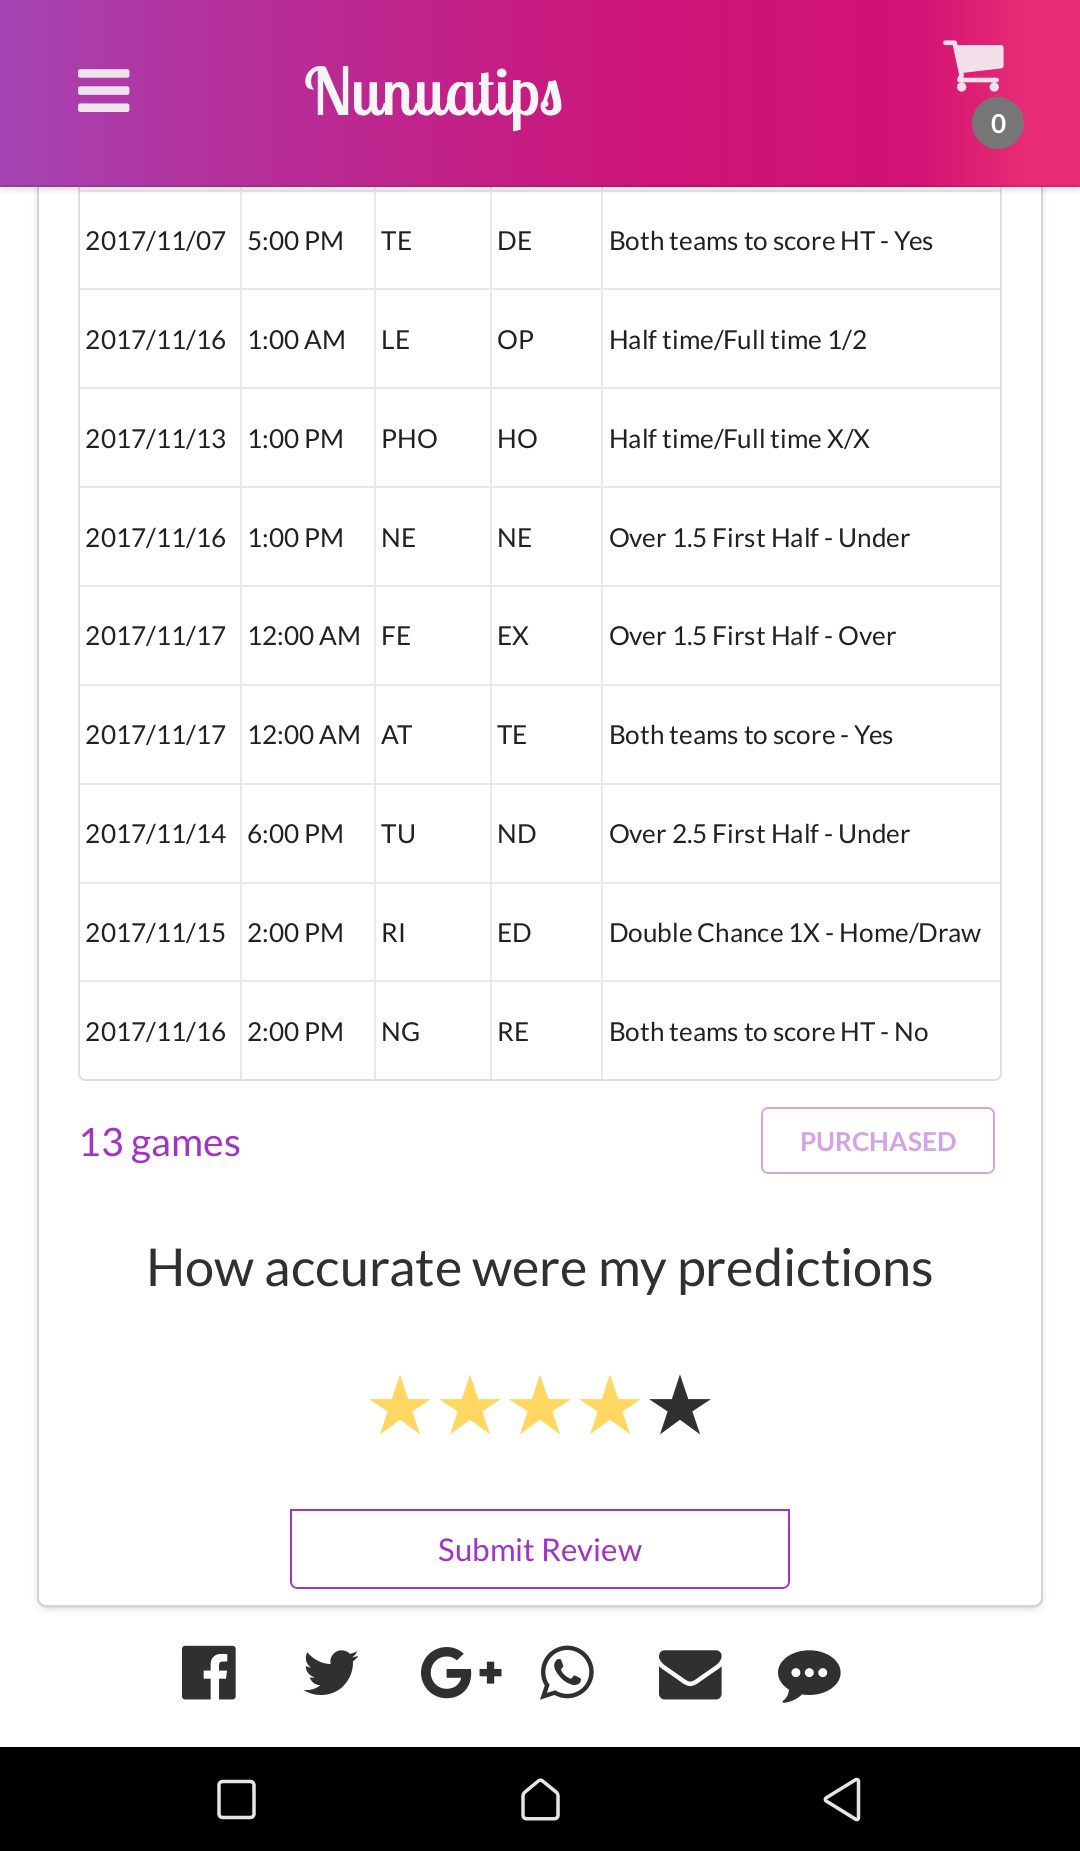 Nunuatips
0
2017/11/07 5:00 PM TE DE Both teams to score HT - Yes
2017/11/16 1:00 AM LE OP Half time/Full time 1/2
2017/11/13 1:00 PM PHO HO Half time/Full time X/X
2017/11/16 1:00 PM NE NE Over 1.5 First Half - Under
2017/11/17 12:00 AM FE EX Over 1.5 First Half - Over
2017/11/17 12:00 AM AT TE Both teams to score - Yes
2017/11/14 6:00 PM TU ND Over 2.5 First Half - Under
2017/11/15 2:00 PM RI ED Double Chance 1X - Home/Draw
2017/11/16 2:00 PM NG RE Both teams to score HT - No
13 games PURCHASED
How accurate were my predictions
Submit Review